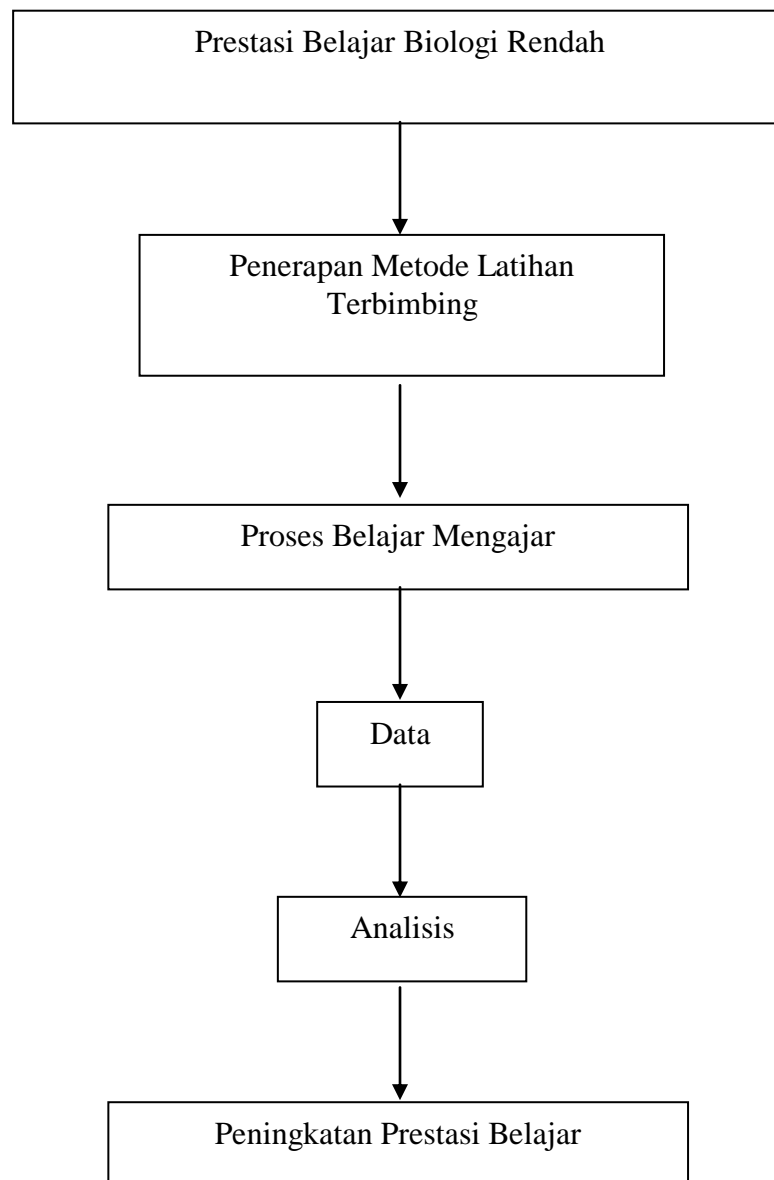 Prestasi Belajar Biologi Rendah
Penerapan Metode Latihan
Terbimbing
Proses Belajar Mengajar
Data
Analisis
Peningkatan Prestasi Belajar